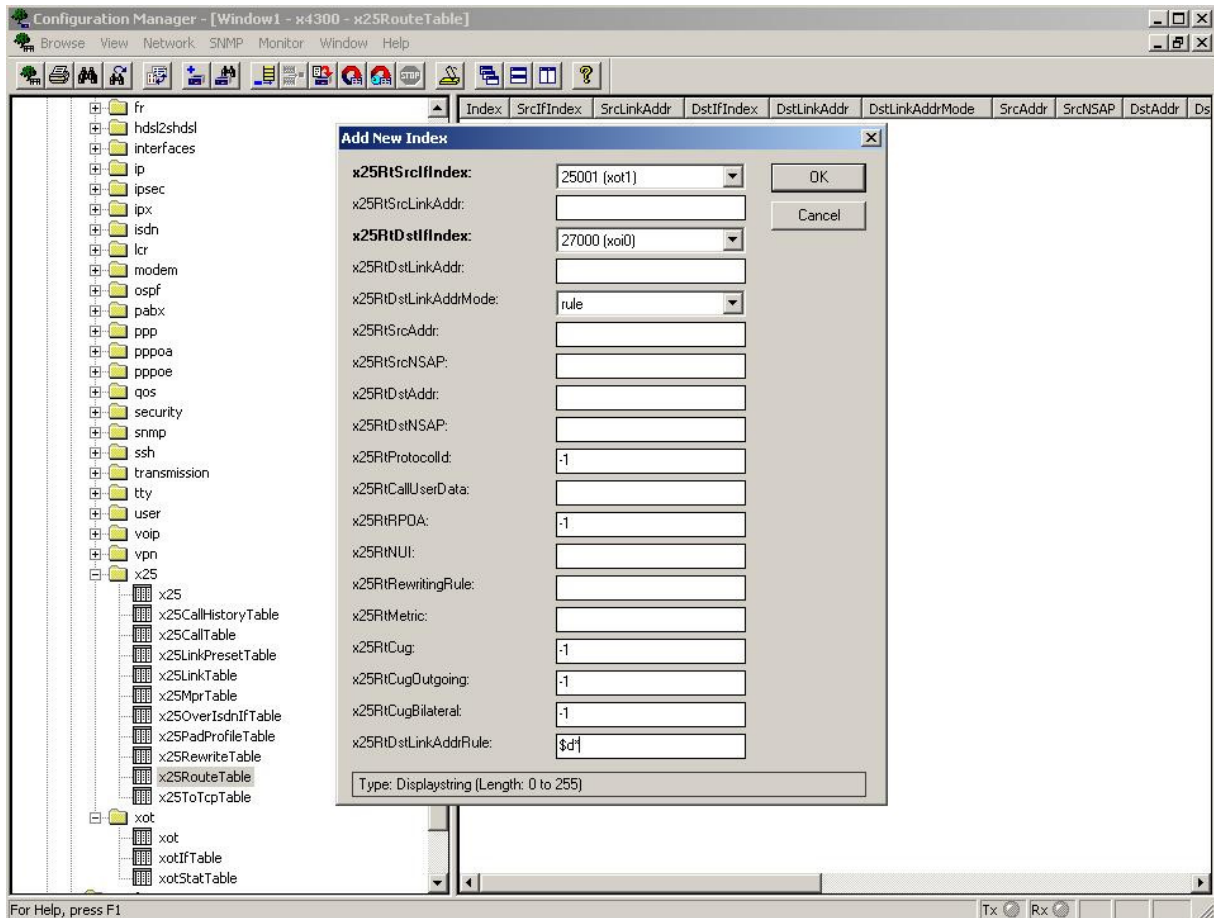 Configuration Manager - [Window1 - x4300 - x25RouteTable]
Browse View Network SNMP Monitor Window Help
STOP
fr
hdsl2shdsl
interfaces
ip
ipsec
ipx
isdn
lcr
modem
ospf
pabx
ppp
pppoa
pppoe
qos
security
snmp
ssh
transmission
tty
user
voip
vpn
x25
x25
x25CallHistoryTable
x25CallTable
x25LinkPresetTable
x25LinkTable
x25MprTable
x25OverIsdnIfTable
x25PadProfileTable
x25RewriteTable
x25RouteTable
x25ToTcpTable
xot
xot
xotIfTable
xotStatTable
Index SrcIfIndex SrcLinkAddr DstIfIndex DstLinkAddr DstLinkAddrMode SrcAddr SrcNSAP DstAddr Ds
Add New Index
x25RtSrcIfIndex: 25001 (xot1)
OK
x25RtSrcLinkAddr:
Cancel
x25RtDstIfIndex: 27000 (xoi0)
x25RtDstLinkAddr:
x25RtDstLinkAddrMode: rule
x25RtSrcAddr:
x25RtSrcNSAP:
x25RtDstAddr:
x25RtDstNSAP:
x25RtProtocolId: -1
x25RtCallUserData:
x25RtRPOA: -1
x25RtNUI:
x25RtRewritingRule:
x25RtMetric:
x25RtCug: -1
x25RtCugOutgoing: -1
x25RtCugBilateral: -1
x25RtDstLinkAddrRule: $d*
Type: Displaystring (Length: 0 to 255)
For Help, press F1
Tx Rx